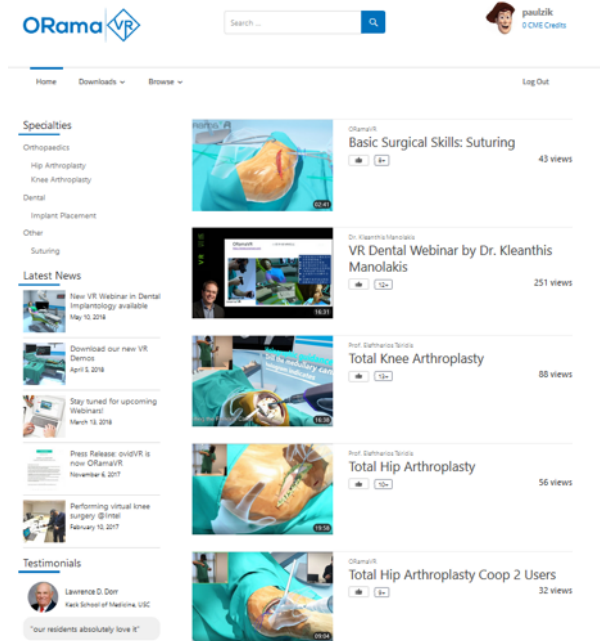 ORama VR
Search ...
paulzik
0 CME Credits
Home
Downloads
Browse
Log Out
Specialties
Orthopaedics
Hip Arthroplasty
Knee Arthroplasty
Dental
Implant Placement
Other
Suturing
Latest News
New VR Webinar in Dental
Implantology available
May 10, 2018
Download our new VR
Demos
April 5, 2018
Stay tuned for upcoming
Webinars!
March 13, 2018
Press Release: ovidVR is
now ORamaVR
November 6, 2017
Performing virtual knee
surgery @Intel
February 10, 2017
Testimonials
Lawrence D. Dorr
Keck School of Medicine, USC
"our residents absolutely love it"
02:41
ORamaVR
Basic Surgical Skills: Suturing
8+
43 views
VR
ORamaVR
16:31
Dr. Kleanthis Manolakis
VR Dental Webinar by Dr. Kleanthis
Manolakis
12+
251 views
hologram indicates
16:38
Prof. Eleftherios Tsiridis
Total Knee Arthroplasty
88 views
19:58
Prof. Eleftherios Tsiridis
Total Hip Arthroplasty
10+
56 views
09:04
ORamaVR
Total Hip Arthroplasty Coop 2 Users
8+
32 views